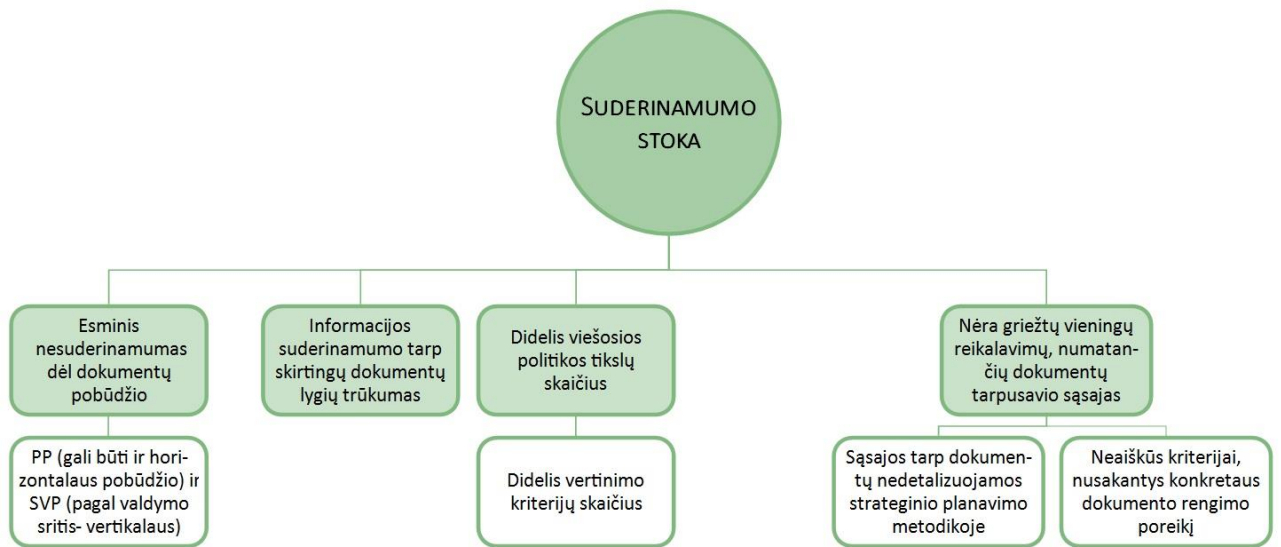 SUDERINAMUMO
STOKA
Esminis
nesuderinamumas
dėl dokumentų
pobūdžio
Informacijos
suderinamumo tarp
skirtingų dokumentų
lygių trūkumas
Didelis viešosios
politikos tikslų
skaičius
Nėra griežtų vieningų
reikalavimų, numatan-
čių dokumentų
tarpusavio sąsajas
PP (gali būti ir hori-
zontalaus pobūdžio) ir
SVP (pagal valdymo
sritis- vertikalaus)
Didelis vertinimo
kriterijų skaičius
Sąsajos tarp dokumen-
tų nedetalizuojamos
strateginio planavimo
metodikoje
Neaiškūs kriterijai,
nusakantys konkretaus
dokumento rengimo
poreikį